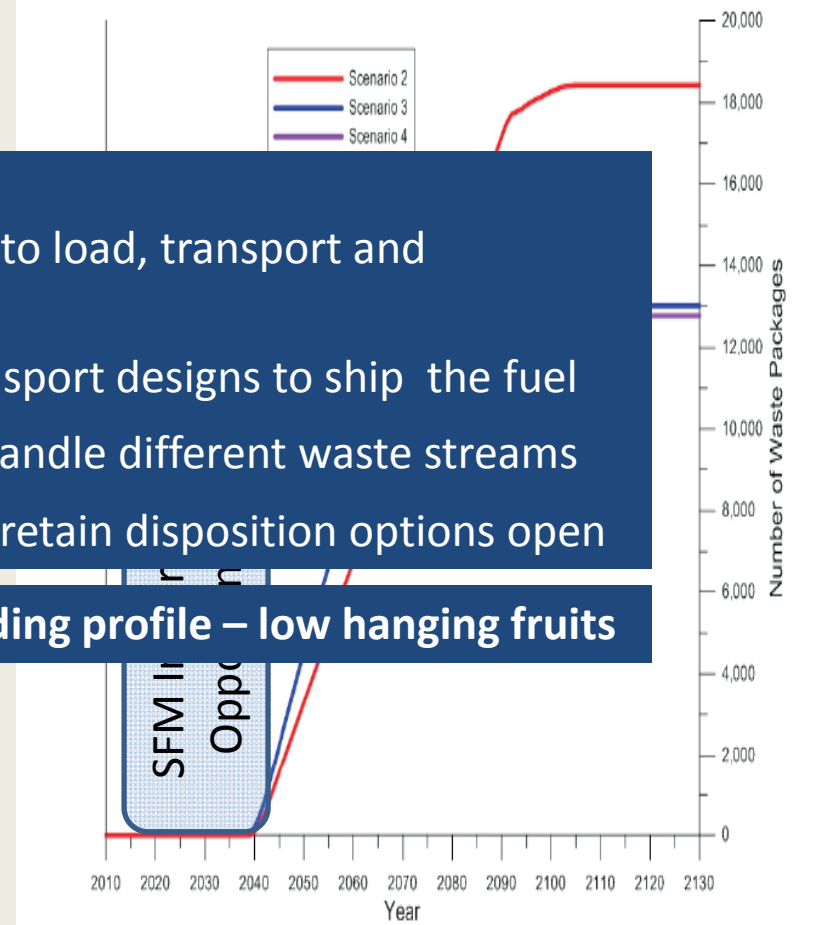 20,000
Scenario 2
Scenario 3
Scenario 4
18,000
16,000
to load, transport and
14,000
12,000
designs to ship the fuel
10,000
different waste streams
8,000
retain disposition options open
6,000
profile – low hanging fruits
4,000
2,000
0
SFM
Number of Waste Packages
2010 2020 2030 2040 2050 2060 2070 2080 2090 2100 2110 2120 2130
Year